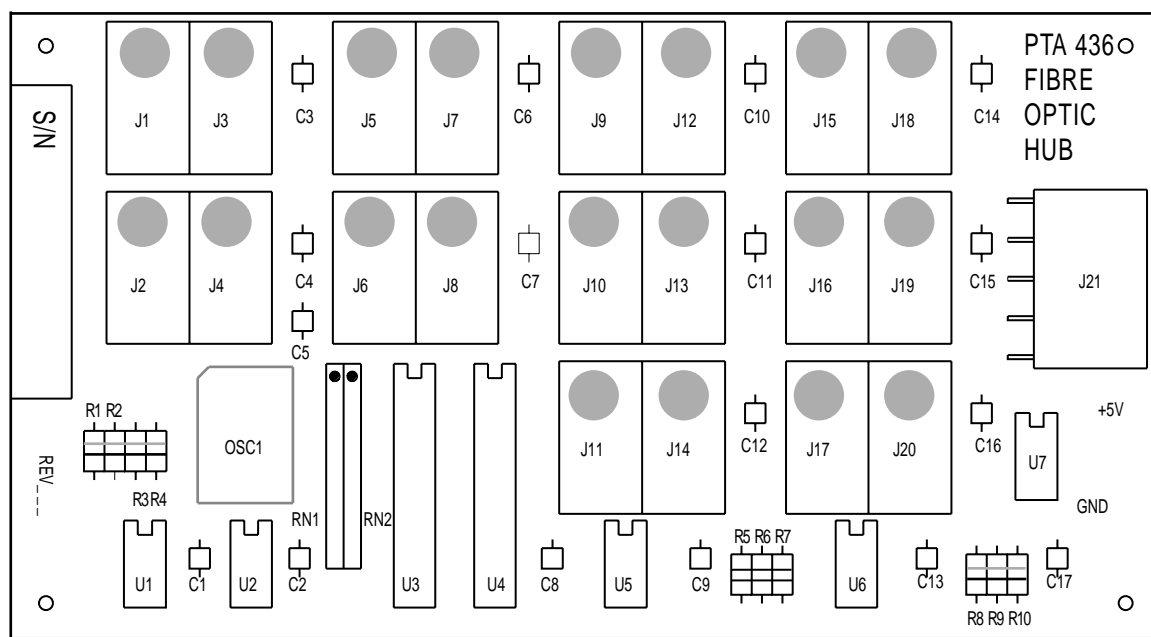 PTA 436
FIBRE
OPTIC
HUB
S/N
J1 J3 C3 J5 J7 C6 J9 J12 C10 J15 J18 C14
J2 J4 C4 J6 J8 C7 J10 J13 C11 J16 J19 C15 J21
C5
R1 R2
+5V
OSC1 J11 J14 C12 J17 J20 C16 U7
REV___
R3 R4
RN1 RN2
GND
R5 R6 R7
U1 C1 U2 C2 U3 U4 C8 U5 C9 U6 C13 C17
R8 R9 R10